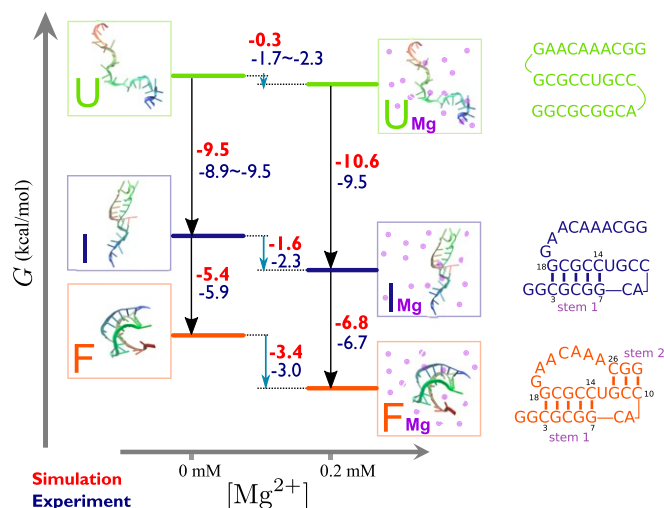 G (kcal/mol)
U
-0.3
-1.7~-2.3
U Mg
GAACAAACGG
GCGCCUGCC
GGCGCGGCA
-9.5
-8.9~-9.5
-10.6
-9.5
I
-1.6
-2.3
I Mg
ACAAACGG
A
G
14
18 GCGCCUGCC
GGCGCGG—CA
3 7
stem 1
-5.4
-5.9
-6.8
-6.7
F
-3.4
-3.0
F Mg
GAACAAA
26
stem 2
CGG
14
18 GCGCCUGCC 10
GGCGCGG—CA
3 7
stem 1
0 mM
0.2 mM
[Mg²⁺]
Simulation
Experiment